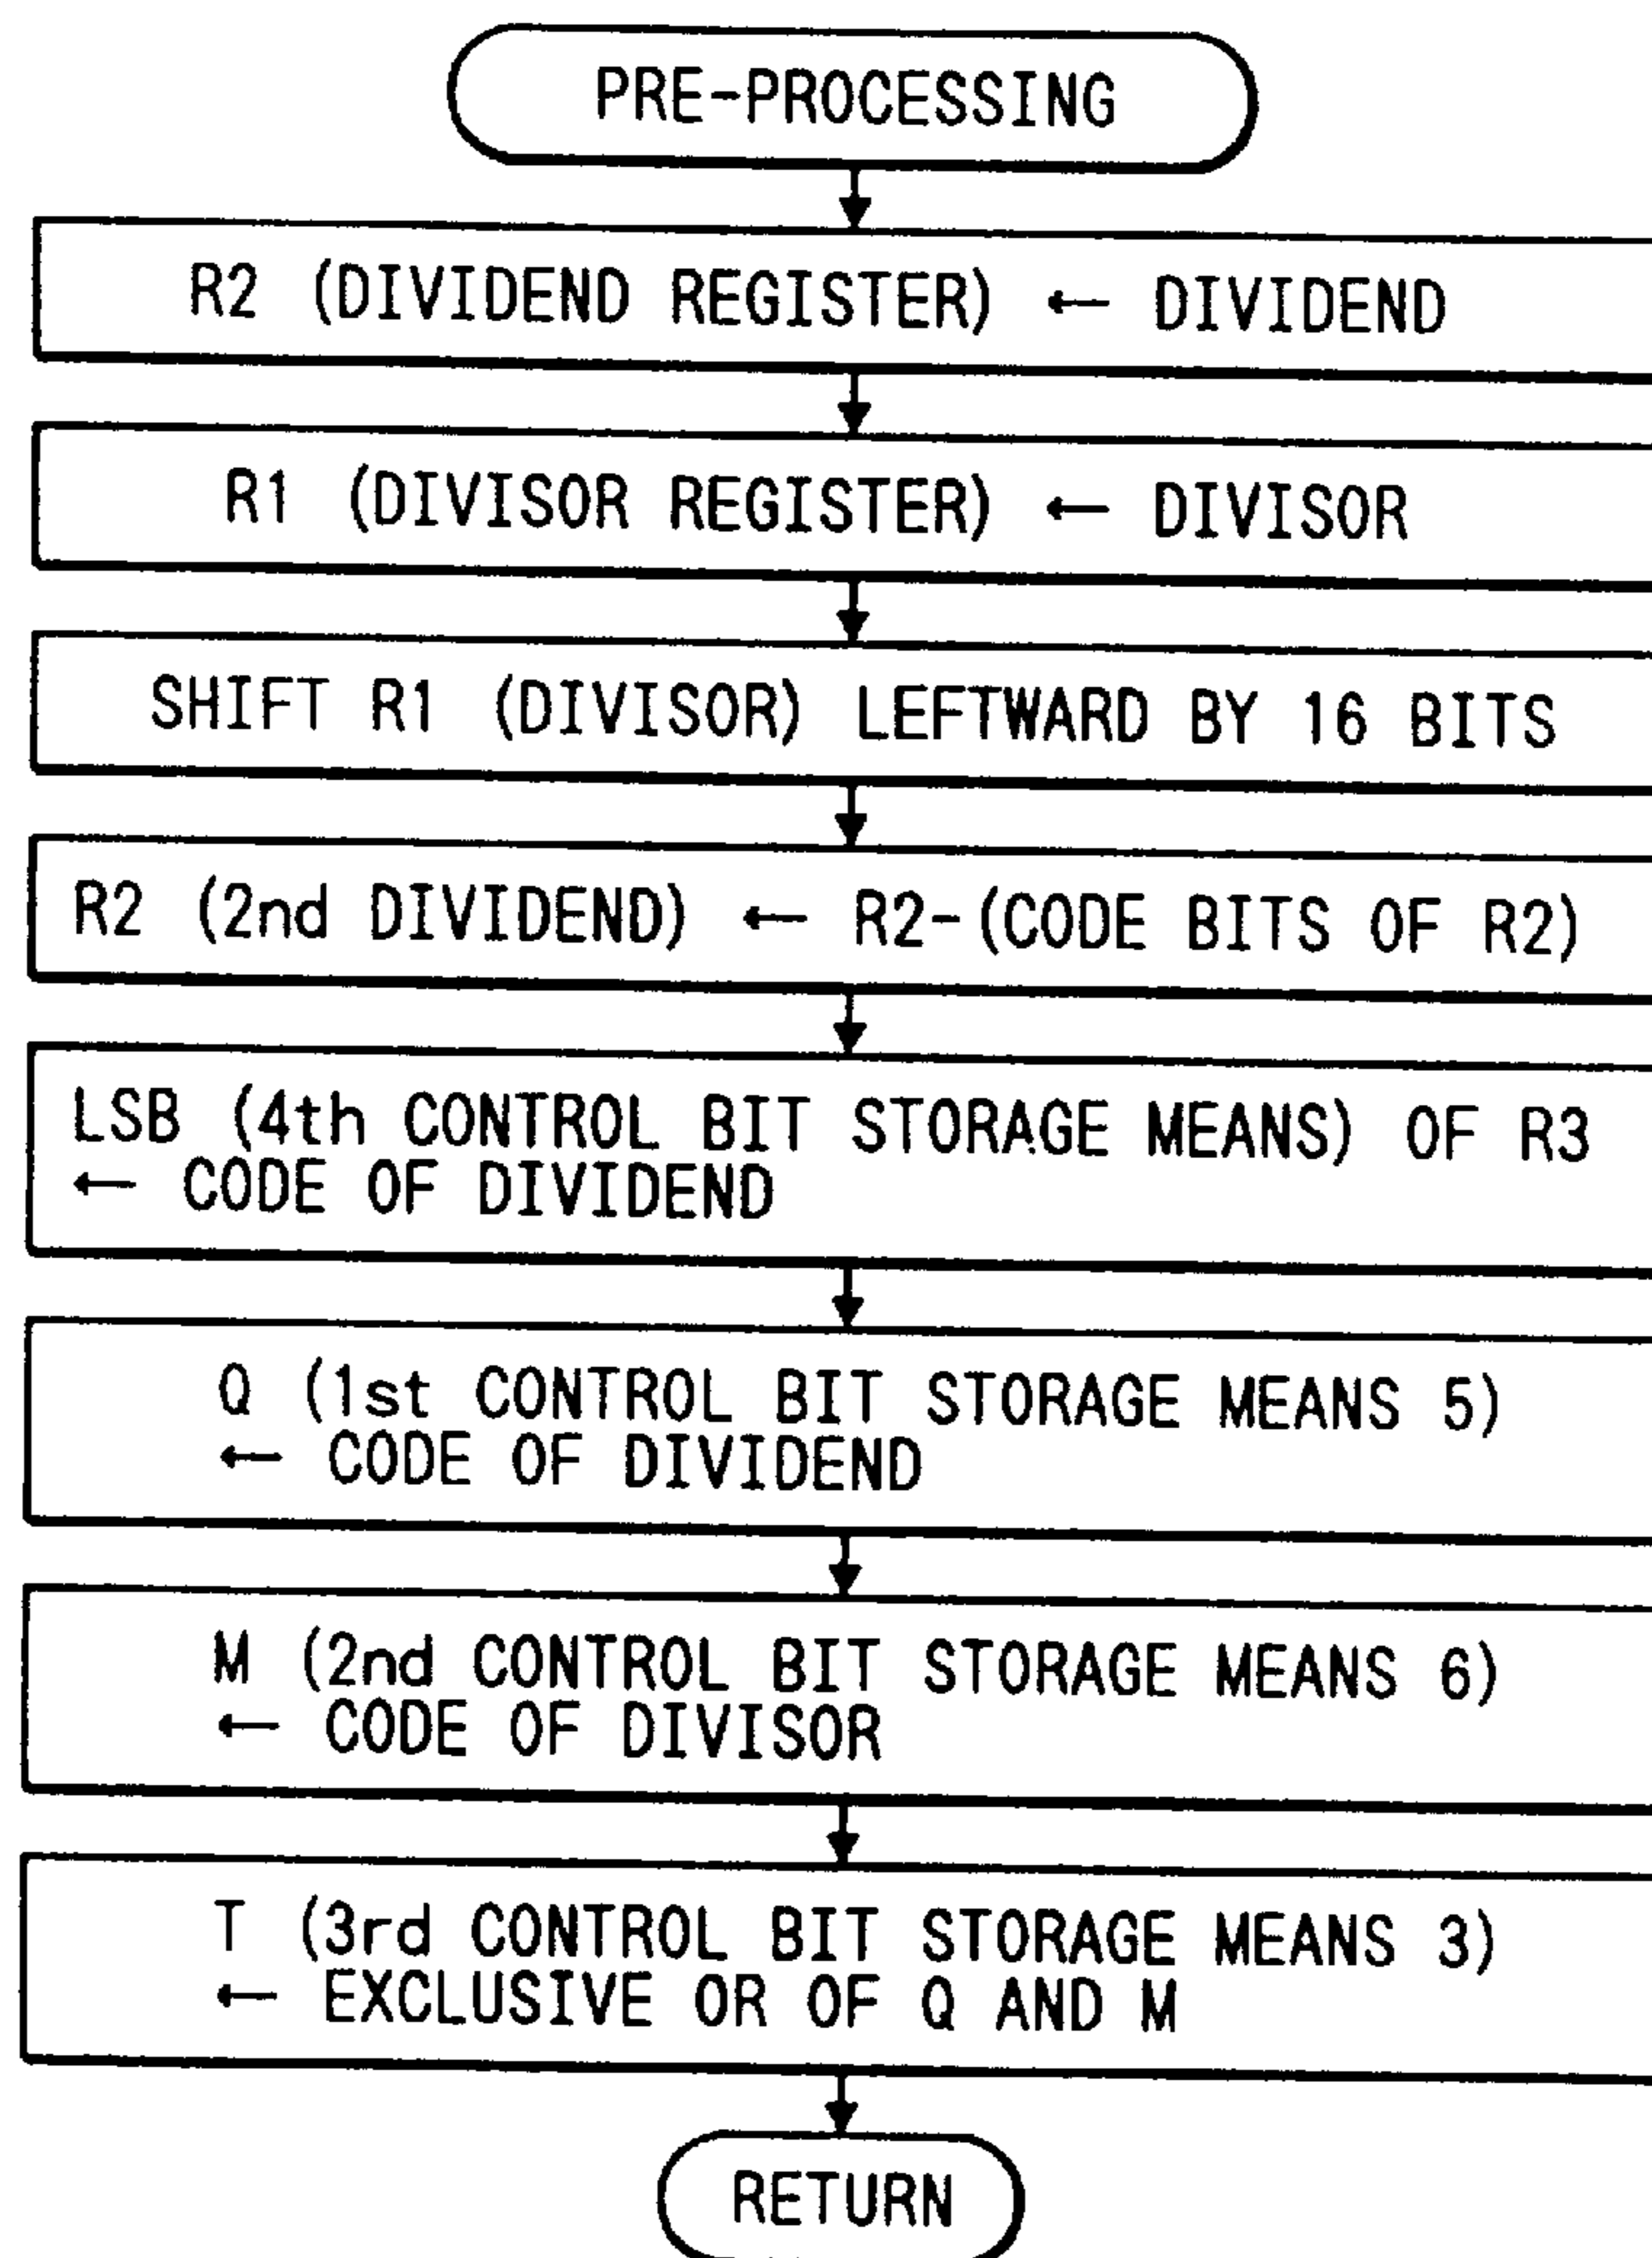 PRE-PROCESSING
R2 (DIVIDEND REGISTER) ← DIVIDEND
R1 (DIVISOR REGISTER) ← DIVISOR
SHIFT R1 (DIVISOR) LEFTWARD BY 16 BITS
R2 (2nd DIVIDEND) ← R2-(CODE BITS OF R2)
LSB (4th CONTROL BIT STORAGE MEANS) OF R3
← CODE OF DIVIDEND
Q (1st CONTROL BIT STORAGE MEANS 5)
← CODE OF DIVIDEND
M (2nd CONTROL BIT STORAGE MEANS 6)
← CODE OF DIVISOR
T (3rd CONTROL BIT STORAGE MEANS 3)
← EXCLUSIVE OR OF Q AND M
RETURN